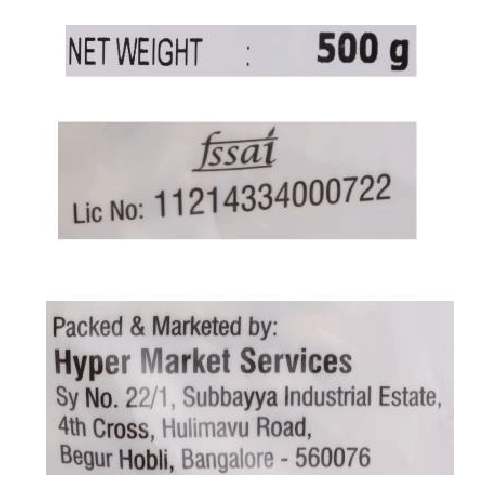 NET WEIGHT : 500 g
fssai
Lic No: 11214334000722
Packed & Marketed by:
Hyper Market Services
Sy No. 22/1, Subbayya Industrial Estate,
4th Cross, Hulimavu Road,
Begur Hobli, Bangalore - 560076